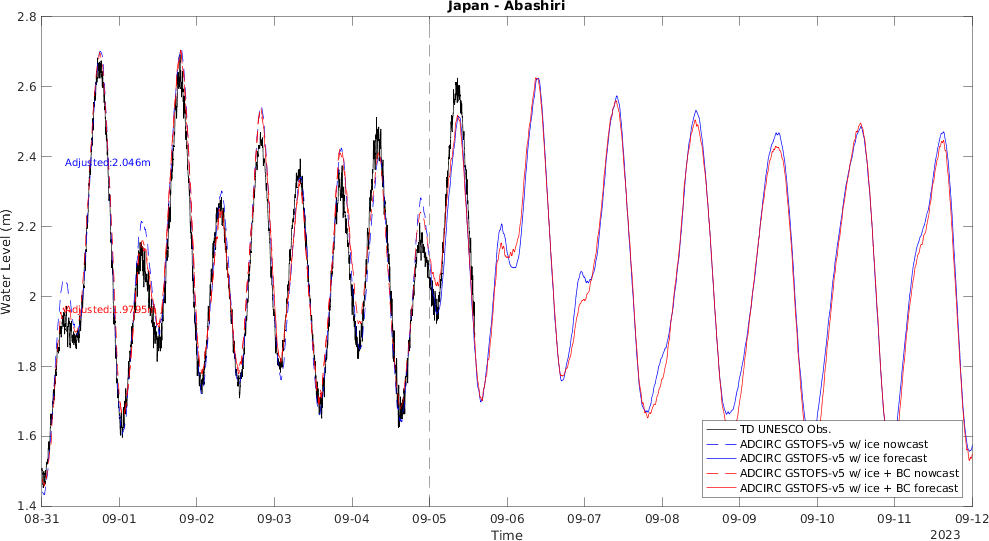 Japan - Abashiri
2.8
2.6
2.4
2.2
2
1.8
1.6
1.4
Water Level (m)
Adjusted:2.046m
Adjusted:1.9795m
TD UNESCO Obs.
ADCIRC GSTOFS-v5 w/ ice nowcast
ADCIRC GSTOFS-v5 w/ ice forecast
ADCIRC GSTOFS-v5 w/ ice + BC nowcast
ADCIRC GSTOFS-v5 w/ ice + BC forecast
08-31 09-01 09-02 09-03 09-04 09-05 09-06 09-07 09-08 09-09 09-10 09-11 09-12
Time
2023